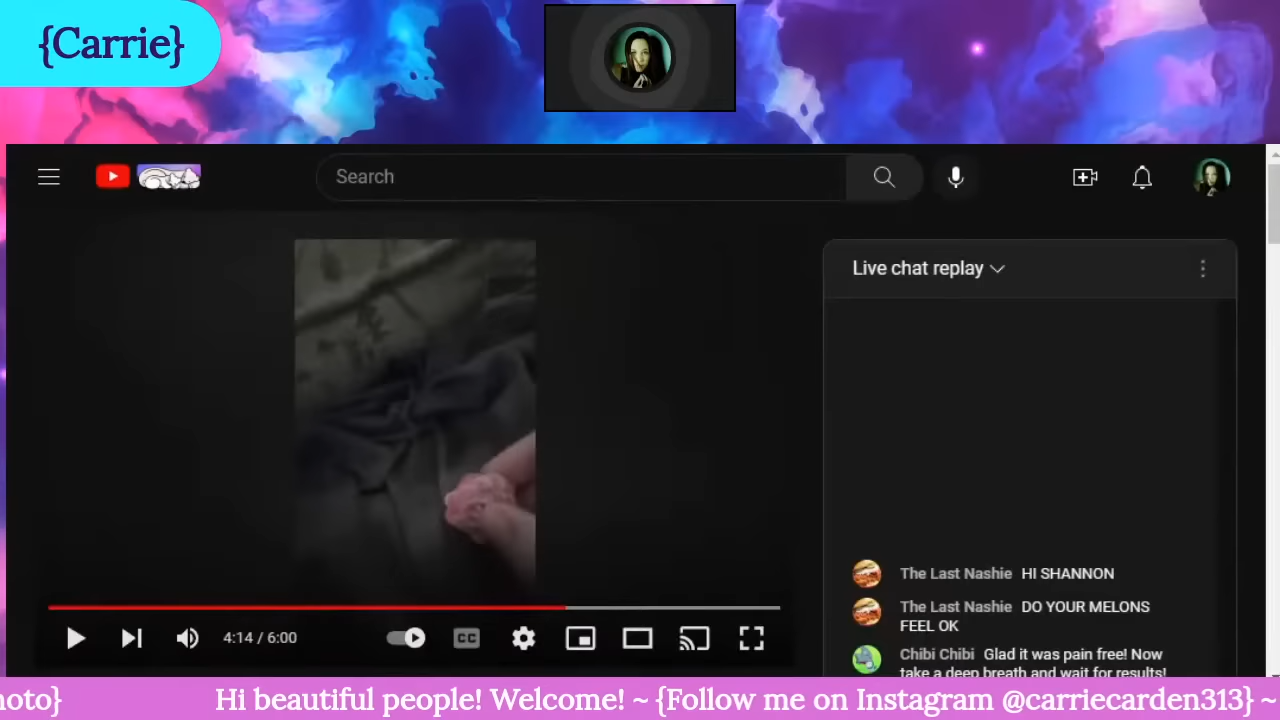 {Carrie}
Search
Live chat replay
The Last Nashie HI SHANNON
The Last Nashie DO YOUR MELONS
FEEL OK
Chibi Chibi Glad it was pain free! Now
take a deep breath and wait for results!
4:14 / 6:00
CC
noto} Hi beautiful people! Welcome! ~ {Follow me on Instagram @carriecarden313} ~